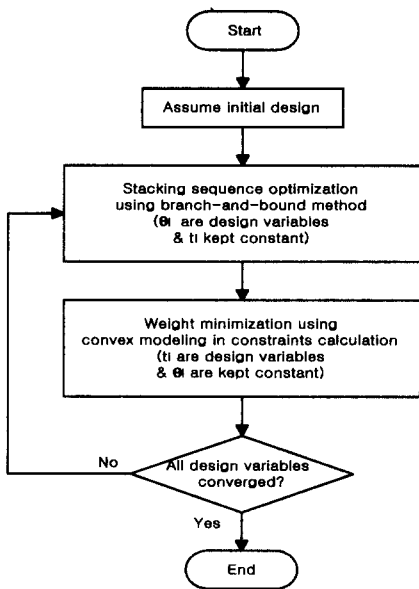 Start
Assume initial design
Stacking sequence optimization
using branch-and-bound method
(θI are design variables
& tI kept constant)
Weight minimization using
convex modeling in constraints calculation
(tI are design variables
& θI are kept constant)
All design variables
converged?
No
Yes
End